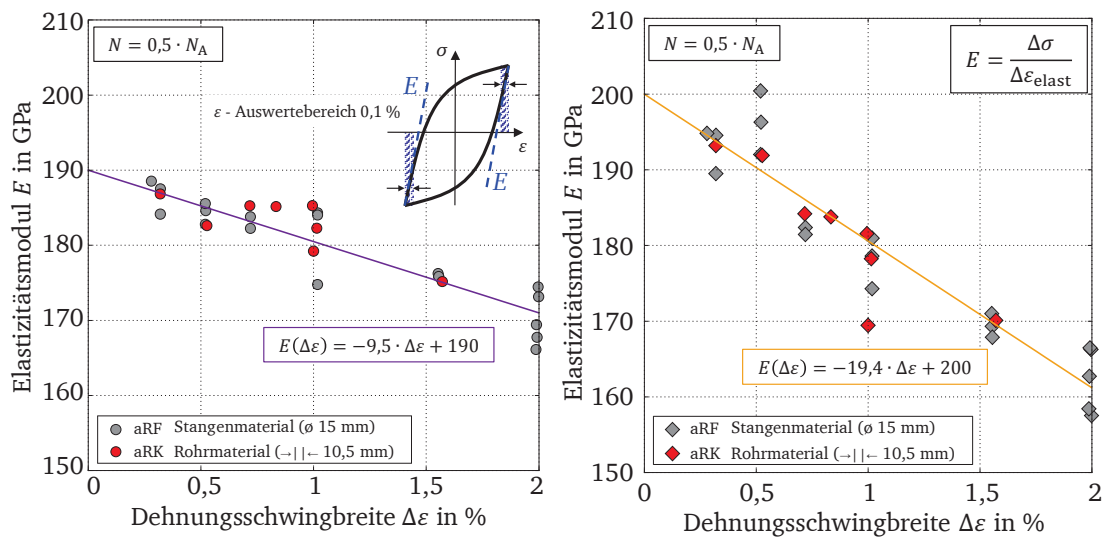 210
200
190
180
170
160
150
Elastizitätsmodul E in GPa
N = 0,5 · N_A
σ
E
ε - Auswertebereich 0,1 %
ε
E
E(Δε) = −9,5 · Δε + 190
aRF Stangenmaterial (ø 15 mm)
aRK Rohrmaterial (→| |← 10,5 mm)
0 0,5 1 1,5 2
Dehnungsschwingbreite Δε in %
210
200
190
180
170
160
150
Elastizitätsmodul E in GPa
N = 0,5 · N_A
E = Δσ / Δε_elast
E(Δε) = −19,4 · Δε + 200
aRF Stangenmaterial (ø 15 mm)
aRK Rohrmaterial (→| |← 10,5 mm)
0 0,5 1 1,5 2
Dehnungsschwingbreite Δε in %